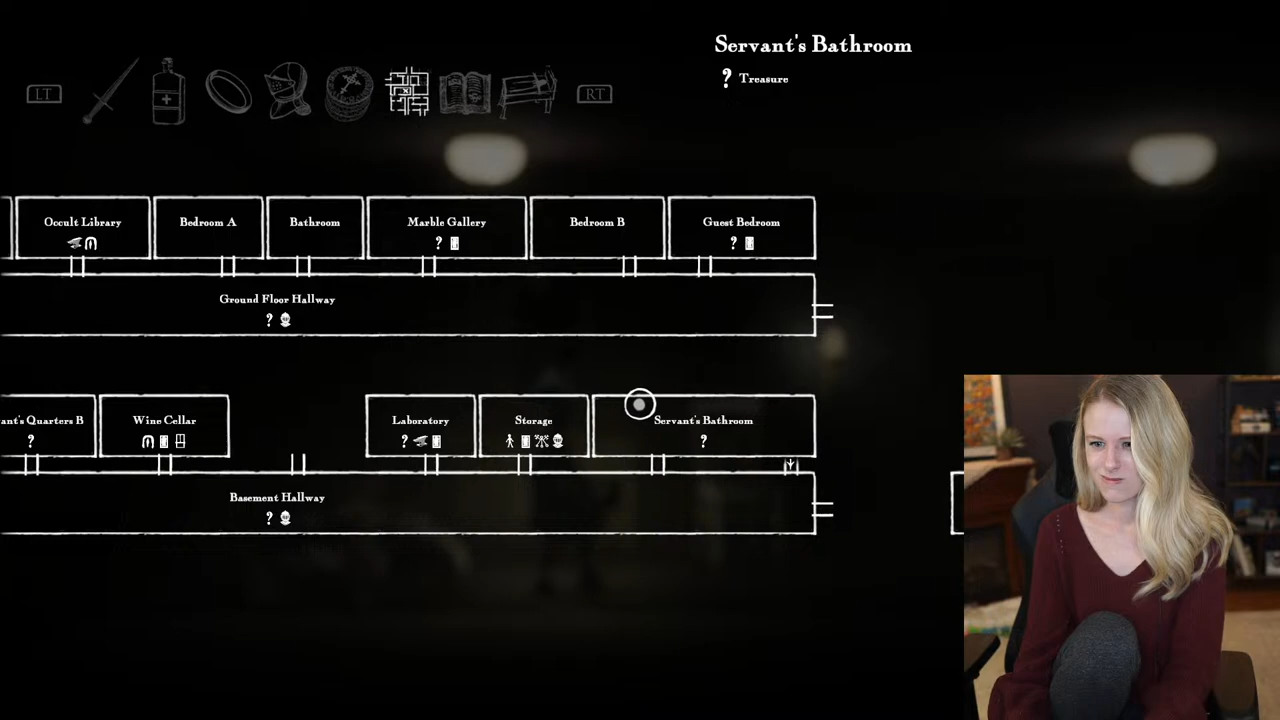 Servant's Bathroom
? Treasure
LT
RT
Occult Library
Bedroom A
Bathroom
Marble Gallery
?
Bedroom B
Guest Bedroom
?
Ground Floor Hallway
?
ant's Quarters B
?
Wine Cellar
Laboratory
?
Storage
Servant's Bathroom
?
Basement Hallway
?